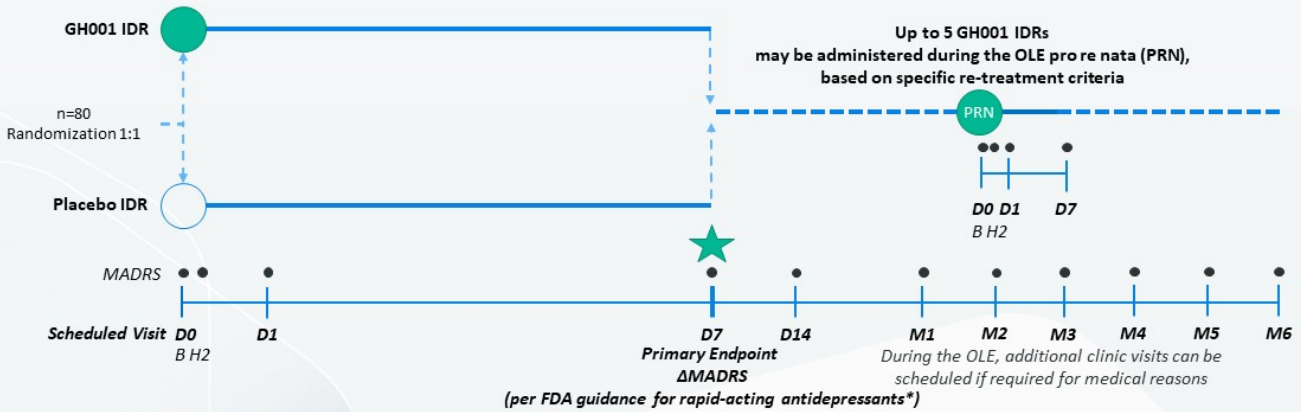 GH001 IDR
Up to 5 GH001 IDRs
may be administered during the OLE pro re nata (PRN),
based on specific re-treatment criteria
n=80
Randomization 1:1
PRN
Placebo IDR
D0 D1 D7
B H2
MADRS
Scheduled Visit D0 D1 D7 D14 M1 M2 M3 M4 M5 M6
B H2
Primary Endpoint
ΔMADRS
(per FDA guidance for rapid-acting antidepressants*)
During the OLE, additional clinic visits can be
scheduled if required for medical reasons